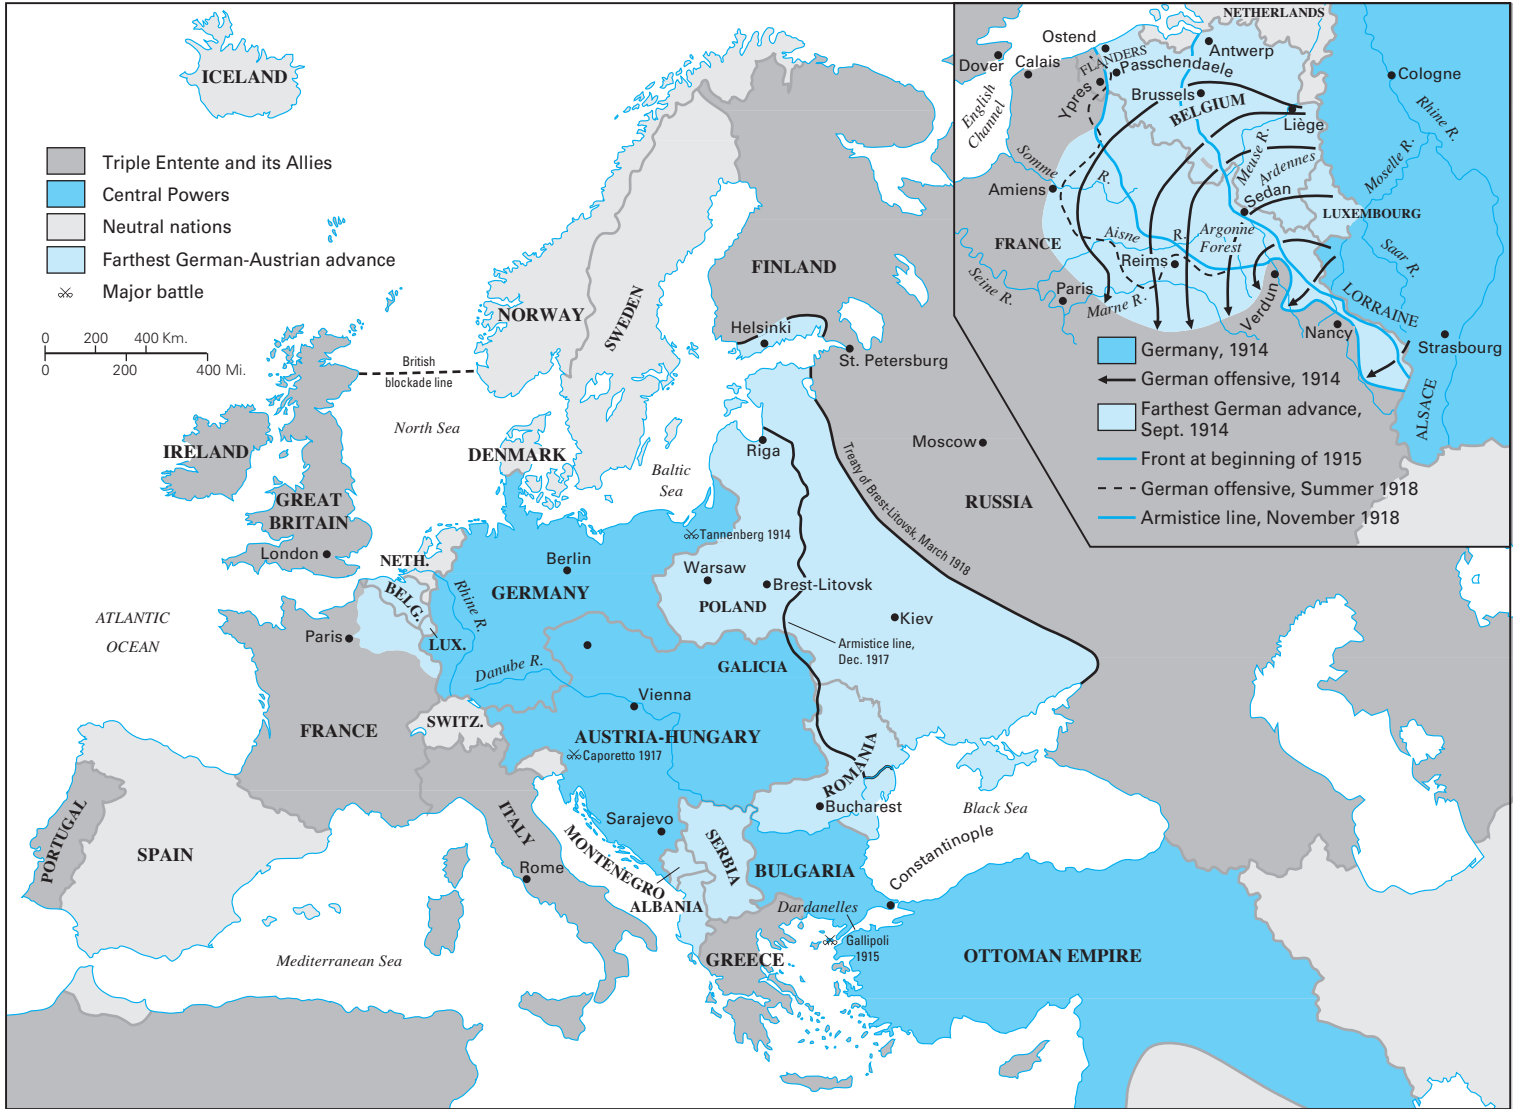 ICELAND
Triple Entente and its Allies
Central Powers
Neutral nations
Farthest German-Austrian advance
Major battle
0 200 400 Km.
0 200 400 Mi.
British
blockade line
NORWAY
SWEDEN
FINLAND
Helsinki
St. Petersburg
North Sea
IRELAND
GREAT
BRITAIN
London
DENMARK
Baltic
Sea
Riga
Moscow
RUSSIA
Treaty of Brest-Litovsk, March 1918
Tannenberg 1914
NETH.
BELG.
LUX.
Rhine R.
Berlin
GERMANY
Warsaw
Brest-Litovsk
POLAND
Kiev
Armistice line,
Dec. 1917
ATLANTIC
OCEAN
Paris
Danube R.
GALICIA
Vienna
FRANCE
SWITZ.
AUSTRIA-HUNGARY
Caporetto 1917
ROMANIA
Bucharest
Black Sea
PORTUGAL
SPAIN
ITALY
Rome
Sarajevo
MONTENEGRO
SERBIA
ALBANIA
BULGARIA
Constantinople
Dardanelles
Gallipoli
1915
GREECE
OTTOMAN EMPIRE
Mediterranean Sea
NETHERLANDS
Ostend
Dover
Calais
FLANDERS
Antwerp
Passchendaele
Ypres
Brussels
BELGIUM
Cologne
Rhine R.
English
Channel
Liège
Meuse R.
Ardennes
Moselle R.
Somme
R.
Amiens
Sedan
LUXEMBOURG
FRANCE
Aisne
R.
Argonne
Forest
Saar R.
Reims
Seine R.
Paris
Marne R.
Verdun
LORRAINE
Nancy
Strasbourg
ALSACE
Germany, 1914
German offensive, 1914
Farthest German advance,
Sept. 1914
Front at beginning of 1915
German offensive, Summer 1918
Armistice line, November 1918